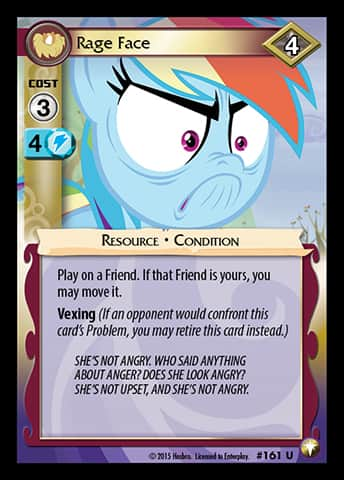 Rage Face
4
COST
3
4
RESOURCE • CONDITION
Play on a Friend. If that Friend is yours, you
may move it.
Vexing (If an opponent would confront this
card's Problem, you may retire this card instead.)
SHE'S NOT ANGRY. WHO SAID ANYTHING
ABOUT ANGER? DOES SHE LOOK ANGRY?
SHE'S NOT UPSET, AND SHE'S NOT ANGRY.
© 2015 Hasbro. Licensed to Enterplay. #161 U